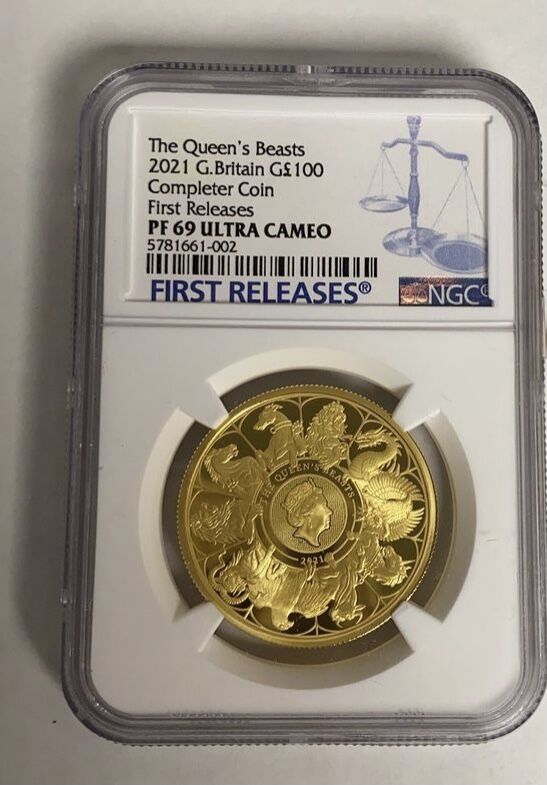 The Queen's Beasts
2021 G.Britain G£100
Completer Coin
First Releases
PF 69 ULTRA CAMEO
5781661-002
FIRST RELEASES®
NGC®
THE QUEEN'S BEASTS
2021